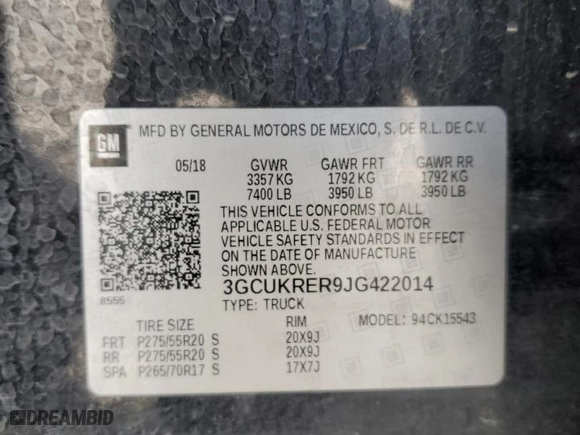 GM
MFD BY GENERAL MOTORS DE MEXICO, S. DE R.L. DE C.V.
05/18 GVWR GAWR FRT GAWR RR
3357 KG 1792 KG 1792 KG
7400 LB 3950 LB 3950 LB
THIS VEHICLE CONFORMS TO ALL
APPLICABLE U.S. FEDERAL MOTOR
VEHICLE SAFETY STANDARDS IN EFFECT
ON THE DATE OF MANUFACTURE
SHOWN ABOVE.
8555
3GCUKRER9JG422014
TYPE: TRUCK
TIRE SIZE RIM MODEL: 94CK15543
FRT P275/55R20 S 20X9J
RR P275/55R20 S 20X9J
SPA P265/70R17 S 17X7J
DREAMBID